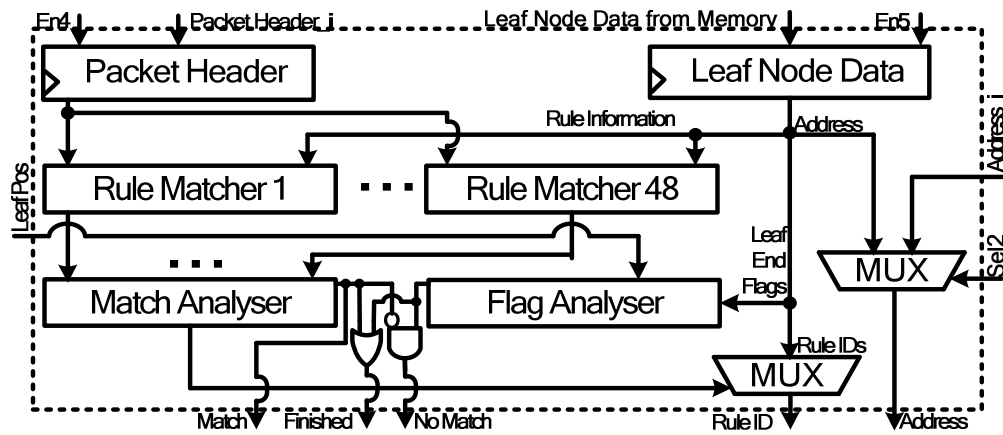 En4
Packet Header_i
Leaf Node Data from Memory
En5
Packet Header
Leaf Node Data
Rule Information
Address
Address_i
Leaf Pos
Rule Matcher 1
Rule Matcher 48
Leaf
End
Flags
Sel2
MUX
Match Analyser
Flag Analyser
Rule IDs
MUX
Match
Finished
No Match
Rule ID
Address